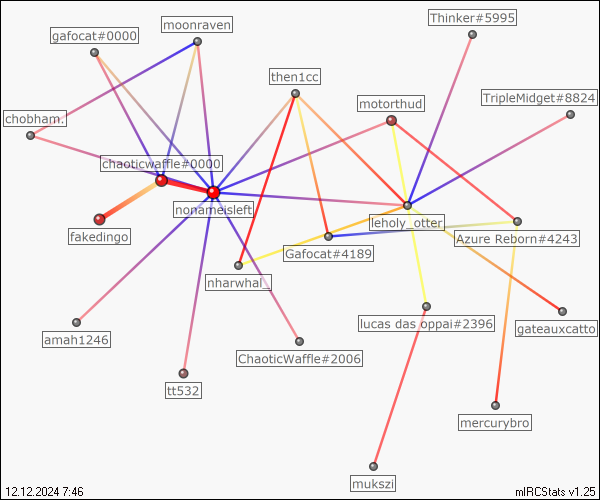 Thinker#5995
moonraven
gafocat#0000
then1cc
TripleMidget#8824
motorthud
chobham.
Chaoticwaffle#0000
nonameisleft
leholy_otter
fakedingo
Azure Reborn#4243
Gafocat#4189
nharwhal_
lucas das oppai#2396
gateauxcatto
amah1246
ChaoticWaffle#2006
tt532
mercurybro
mukszi
12.12.2024 7:46
mIRCStats v1.25